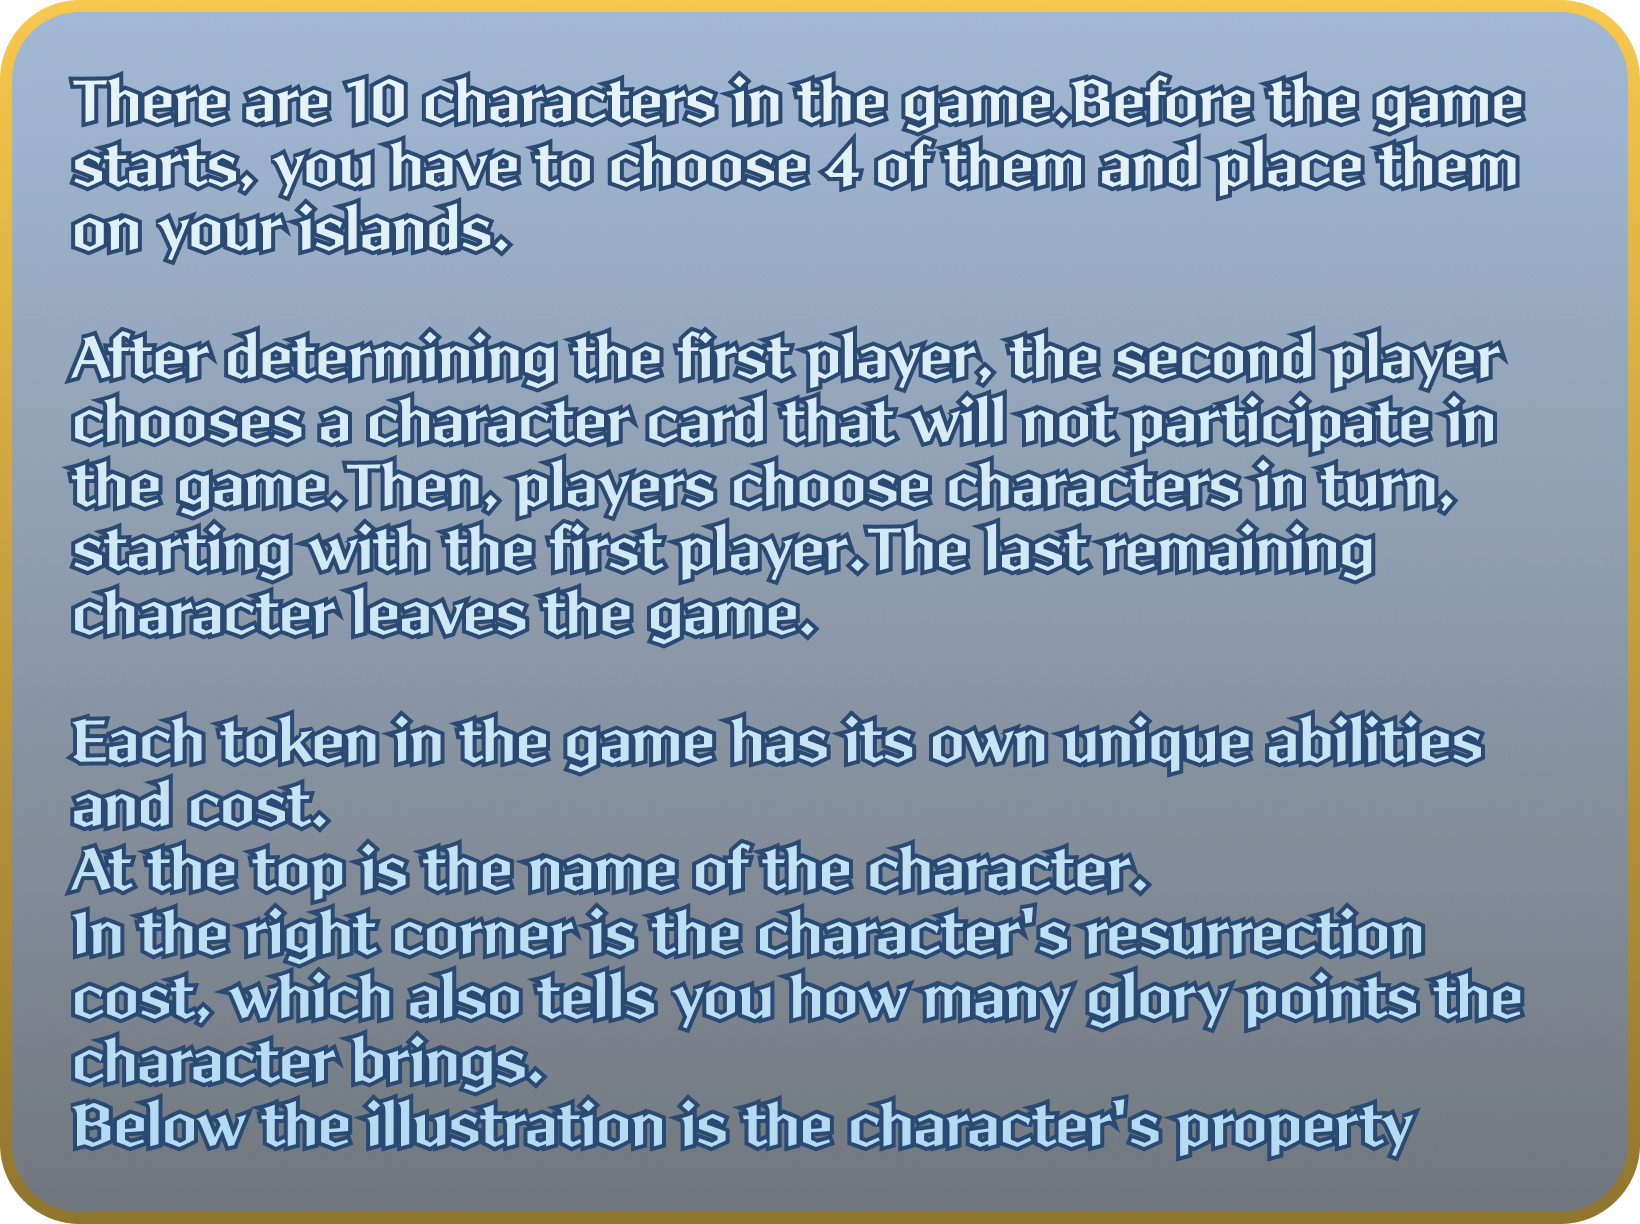 There are 10 characters in the game.Before the game
starts, you have to choose 4 of them and place them
on your islands.
After determining the first player, the second player
chooses a character card that will not participate in
the game.Then, players choose characters in turn,
starting with the first player.The last remaining
character leaves the game.
Each token in the game has its own unique abilities
and cost.
At the top is the name of the character.
In the right corner is the character's resurrection
cost, which also tells you how many glory points the
character brings.
Below the illustration is the character's property